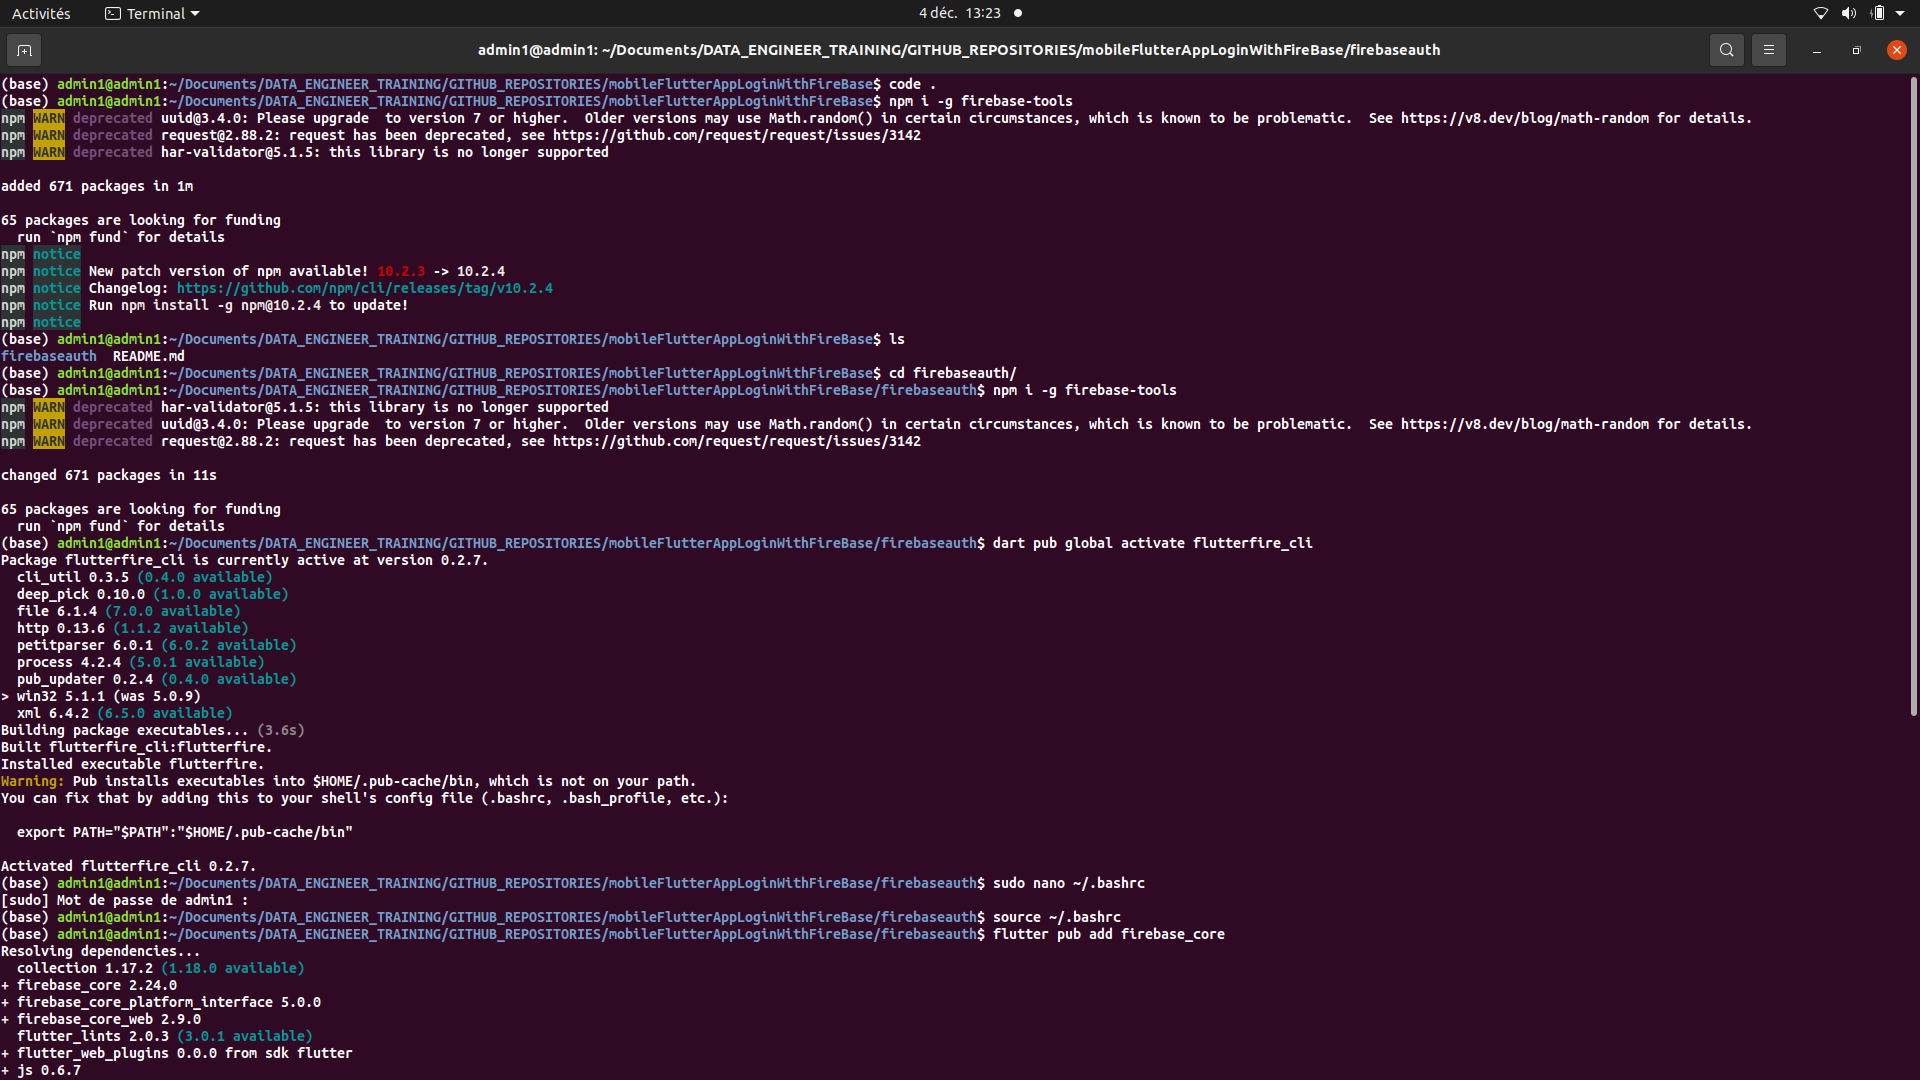 Activités
Terminal
4 déc. 13:23
admin1@admin1: ~/Documents/DATA_ENGINEER_TRAINING/GITHUB_REPOSITORIES/mobileFlutterAppLoginWithFireBase/firebaseauth
(base) admin1@admin1:~/Documents/DATA_ENGINEER_TRAINING/GITHUB_REPOSITORIES/mobileFlutterAppLoginWithFireBase$ code .
(base) admin1@admin1:~/Documents/DATA_ENGINEER_TRAINING/GITHUB_REPOSITORIES/mobileFlutterAppLoginWithFireBase$ npm i -g firebase-tools
npm WARN deprecated uuid@3.4.0: Please upgrade  to version 7 or higher.  Older versions may use Math.random() in certain circumstances, which is known to be problematic.  See https://v8.dev/blog/math-random for details.
npm WARN deprecated request@2.88.2: request has been deprecated, see https://github.com/request/request/issues/3142
npm WARN deprecated har-validator@5.1.5: this library is no longer supported
added 671 packages in 1m
65 packages are looking for funding
  run `npm fund` for details
npm notice
npm notice New patch version of npm available! 10.2.3 -> 10.2.4
npm notice Changelog: https://github.com/npm/cli/releases/tag/v10.2.4
npm notice Run npm install -g npm@10.2.4 to update!
npm notice
(base) admin1@admin1:~/Documents/DATA_ENGINEER_TRAINING/GITHUB_REPOSITORIES/mobileFlutterAppLoginWithFireBase$ ls
firebaseauth  README.md
(base) admin1@admin1:~/Documents/DATA_ENGINEER_TRAINING/GITHUB_REPOSITORIES/mobileFlutterAppLoginWithFireBase$ cd firebaseauth/
(base) admin1@admin1:~/Documents/DATA_ENGINEER_TRAINING/GITHUB_REPOSITORIES/mobileFlutterAppLoginWithFireBase/firebaseauth$ npm i -g firebase-tools
npm WARN deprecated har-validator@5.1.5: this library is no longer supported
npm WARN deprecated uuid@3.4.0: Please upgrade  to version 7 or higher.  Older versions may use Math.random() in certain circumstances, which is known to be problematic.  See https://v8.dev/blog/math-random for details.
npm WARN deprecated request@2.88.2: request has been deprecated, see https://github.com/request/request/issues/3142
changed 671 packages in 11s
65 packages are looking for funding
  run `npm fund` for details
(base) admin1@admin1:~/Documents/DATA_ENGINEER_TRAINING/GITHUB_REPOSITORIES/mobileFlutterAppLoginWithFireBase/firebaseauth$ dart pub global activate flutterfire_cli
Package flutterfire_cli is currently active at version 0.2.7.
  cli_util 0.3.5 (0.4.0 available)
  deep_pick 0.10.0 (1.0.0 available)
  file 6.1.4 (7.0.0 available)
  http 0.13.6 (1.1.2 available)
  petitparser 6.0.1 (6.0.2 available)
  process 4.2.4 (5.0.1 available)
  pub_updater 0.2.4 (0.4.0 available)
> win32 5.1.1 (was 5.0.9)
  xml 6.4.2 (6.5.0 available)
Building package executables... (3.6s)
Built flutterfire_cli:flutterfire.
Installed executable flutterfire.
Warning: Pub installs executables into $HOME/.pub-cache/bin, which is not on your path.
You can fix that by adding this to your shell's config file (.bashrc, .bash_profile, etc.):
  export PATH="$PATH":"$HOME/.pub-cache/bin"
Activated flutterfire_cli 0.2.7.
(base) admin1@admin1:~/Documents/DATA_ENGINEER_TRAINING/GITHUB_REPOSITORIES/mobileFlutterAppLoginWithFireBase/firebaseauth$ sudo nano ~/.bashrc
[sudo] Mot de passe de admin1 :
(base) admin1@admin1:~/Documents/DATA_ENGINEER_TRAINING/GITHUB_REPOSITORIES/mobileFlutterAppLoginWithFireBase/firebaseauth$ source ~/.bashrc
(base) admin1@admin1:~/Documents/DATA_ENGINEER_TRAINING/GITHUB_REPOSITORIES/mobileFlutterAppLoginWithFireBase/firebaseauth$ flutter pub add firebase_core
Resolving dependencies...
  collection 1.17.2 (1.18.0 available)
+ firebase_core 2.24.0
+ firebase_core_platform_interface 5.0.0
+ firebase_core_web 2.9.0
  flutter_lints 2.0.3 (3.0.1 available)
+ flutter_web_plugins 0.0.0 from sdk flutter
+ js 0.6.7